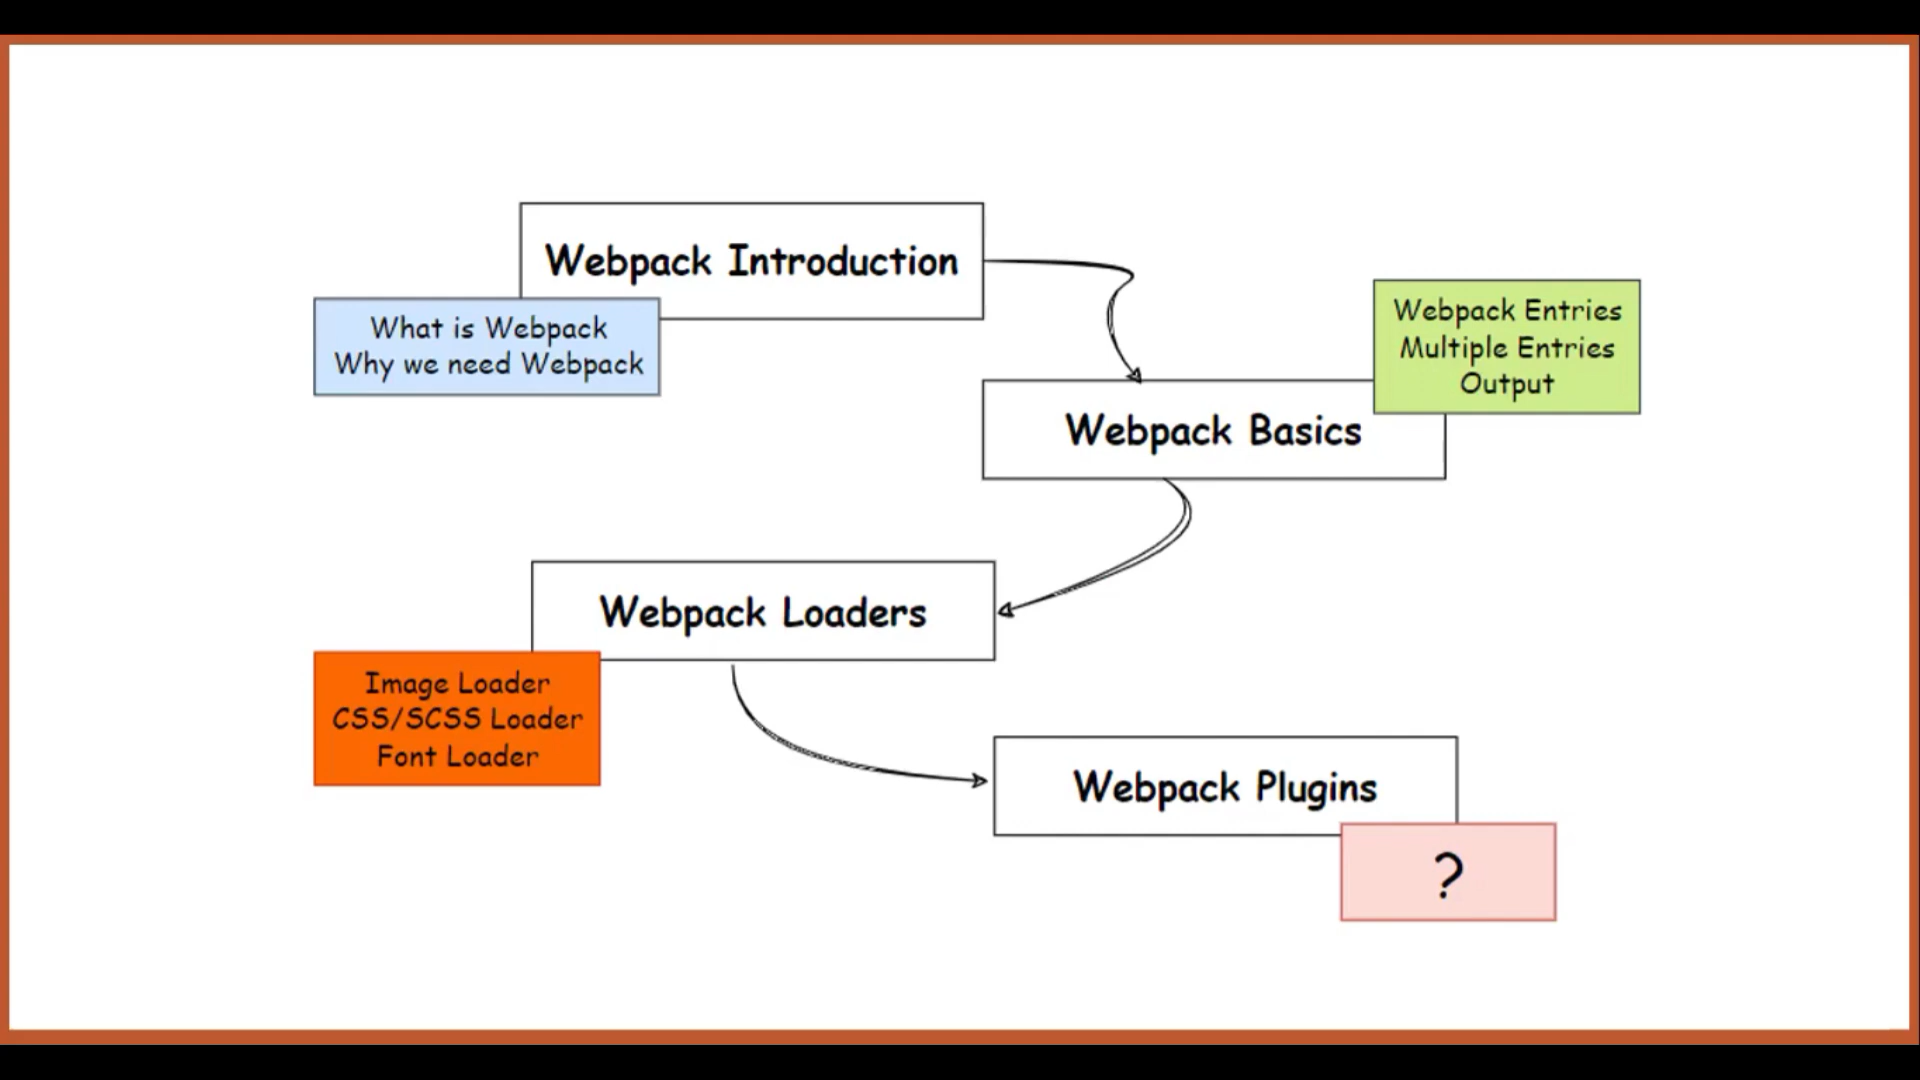 Webpack Introduction
What is Webpack
Why we need Webpack
Webpack Entries
Multiple Entries
Output
Webpack Basics
Webpack Loaders
Image Loader
CSS/SCSS Loader
Font Loader
Webpack Plugins
?